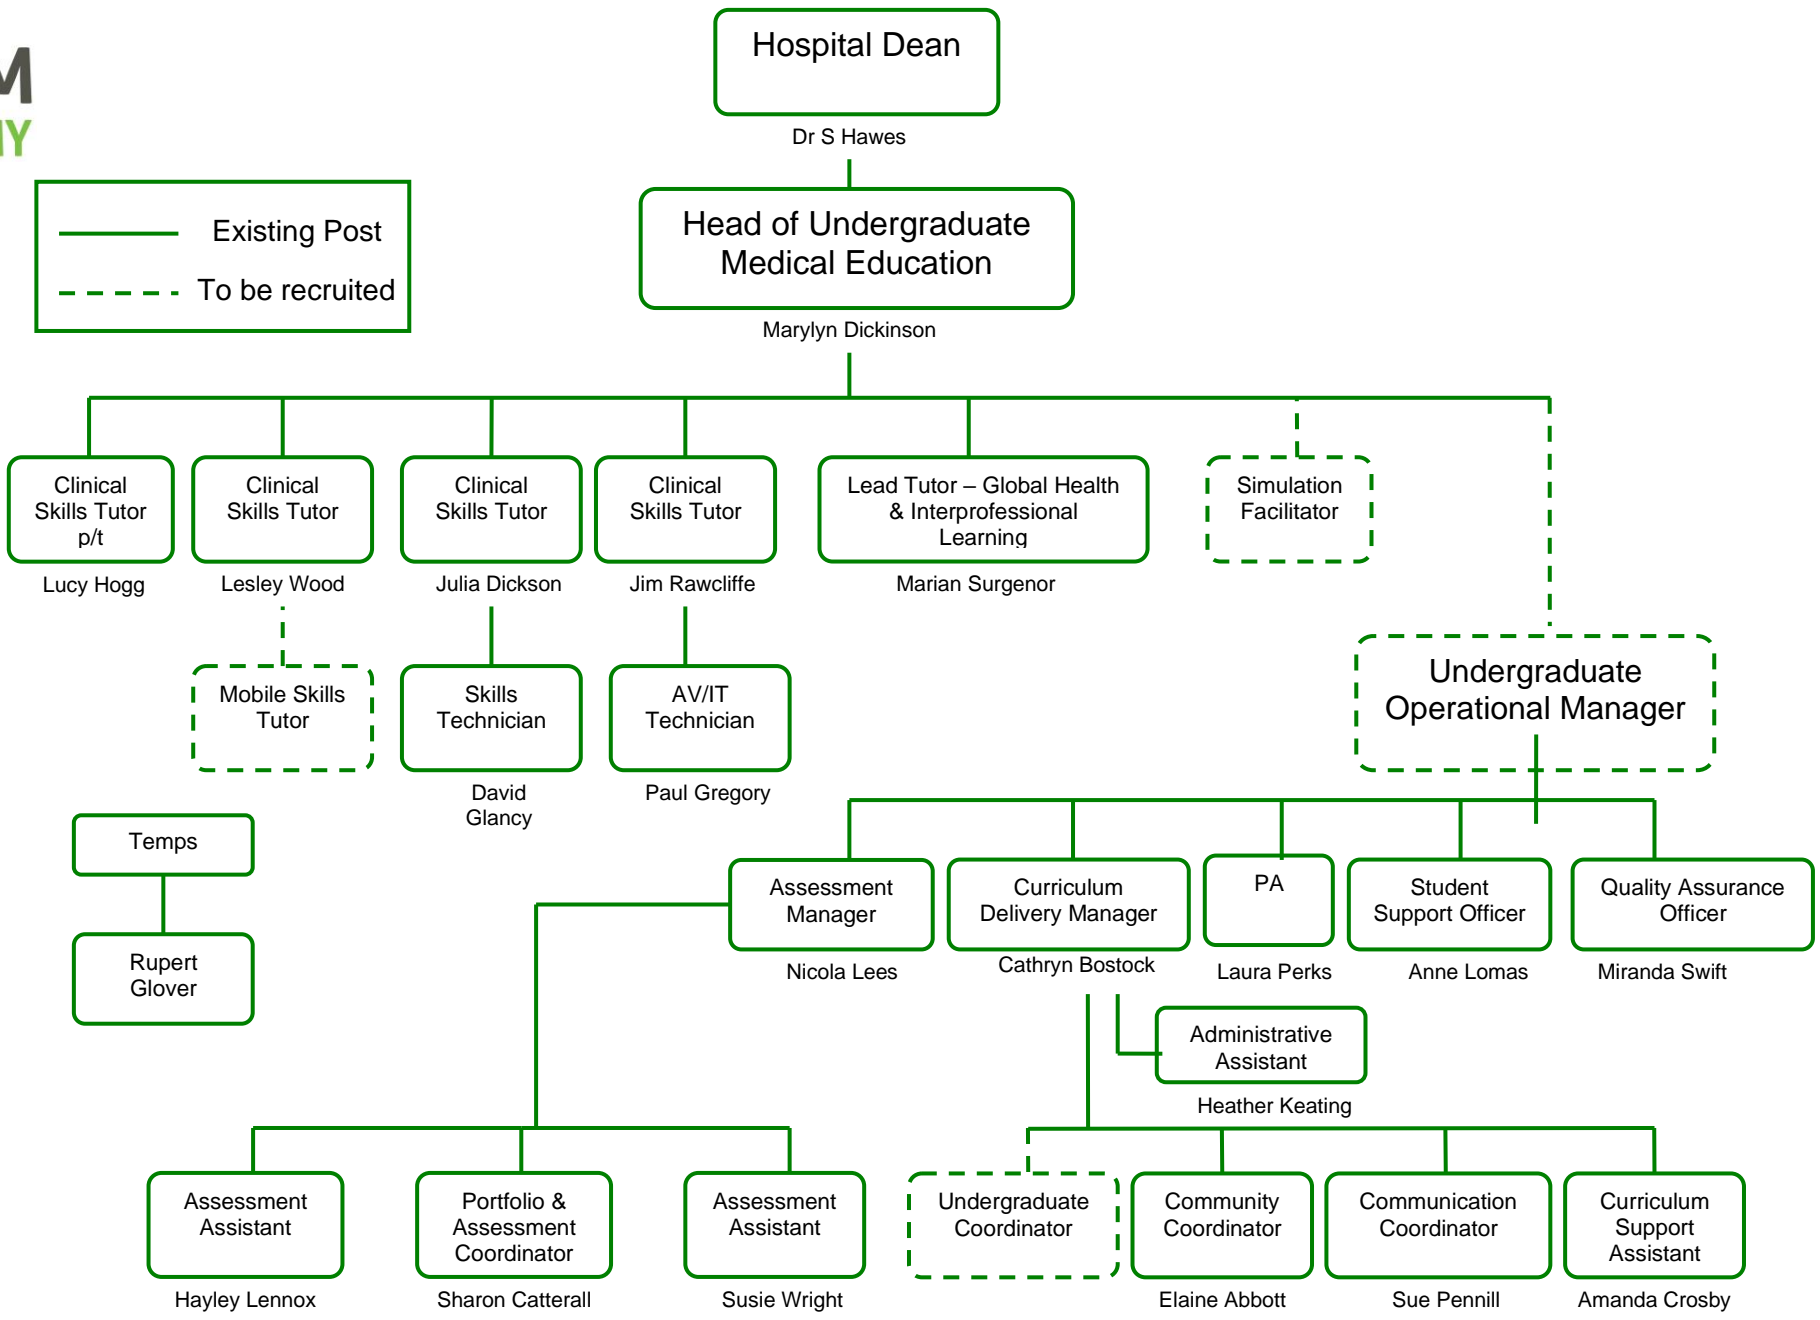 Hospital Dean
M
MY
Dr S Hawes
Existing Post
To be recruited
Head of Undergraduate
Medical Education
Marylyn Dickinson
Clinical
Skills Tutor
p/t
Lucy Hogg
Clinical
Skills Tutor
Lesley Wood
Clinical
Skills Tutor
Julia Dickson
Clinical
Skills Tutor
Jim Rawcliffe
Lead Tutor – Global Health
& Interprofessional
Learning
Marian Surgenor
Simulation
Facilitator
Mobile Skills
Tutor
Skills
Technician
David
Glancy
AV/IT
Technician
Paul Gregory
Undergraduate
Operational Manager
Temps
Rupert
Glover
Assessment
Manager
Nicola Lees
Curriculum
Delivery Manager
Cathryn Bostock
PA
Laura Perks
Student
Support Officer
Anne Lomas
Quality Assurance
Officer
Miranda Swift
Administrative
Assistant
Heather Keating
Assessment
Assistant
Hayley Lennox
Portfolio &
Assessment
Coordinator
Sharon Catterall
Assessment
Assistant
Susie Wright
Undergraduate
Coordinator
Community
Coordinator
Elaine Abbott
Communication
Coordinator
Sue Pennill
Curriculum
Support
Assistant
Amanda Crosby